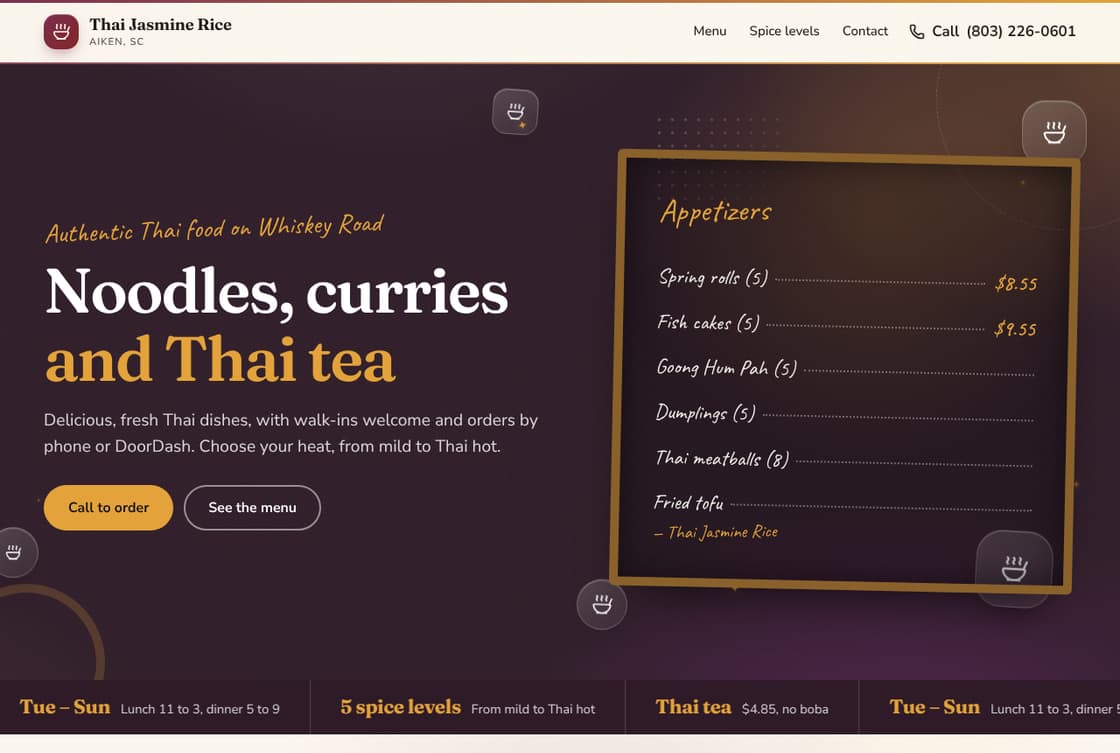 Thai Jasmine Rice
AIKEN, SC
Menu
Spice levels
Contact
Call (803) 226-0601
Authentic Thai food on Whiskey Road
Noodles, curries
and Thai tea
Delicious, fresh Thai dishes, with walk-ins welcome and orders by
phone or DoorDash. Choose your heat, from mild to Thai hot.
Call to order
See the menu
Appetizers
Spring rolls (5) $8.55
Fish cakes (5) $9.55
Goong Hum Pah (5)
Dumplings (5)
Thai meatballs (8)
Fried tofu
– Thai Jasmine Rice
Tue – Sun Lunch 11 to 3, dinner 5 to 9
5 spice levels From mild to Thai hot
Thai tea $4.85, no boba
Tue – Sun Lunch 11 to 3, dinner 5